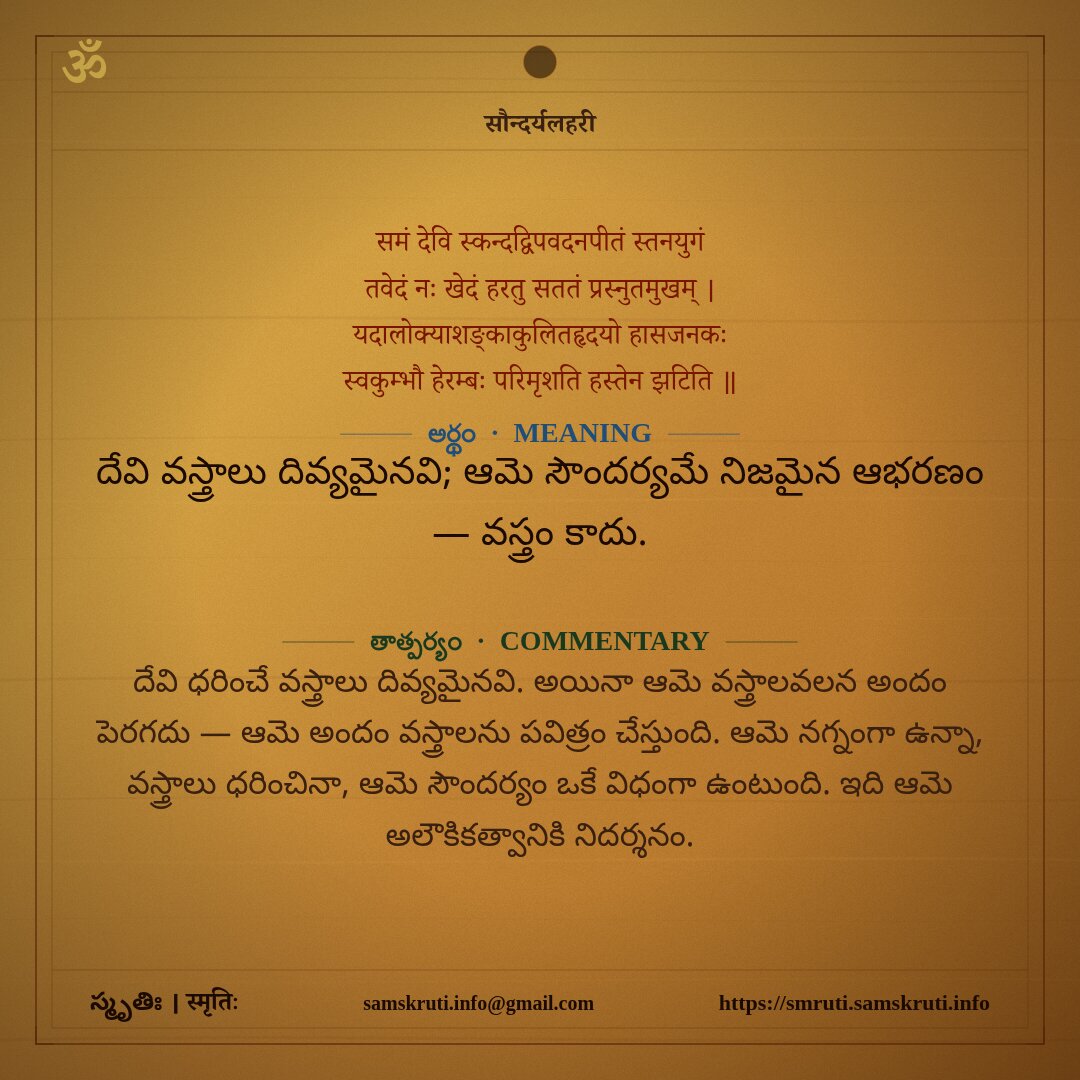 ॐ
सौन्दर्यलहरी
समं देवि स्कन्दद्विपवदनपीतं स्तनयुगं
तवेदं नः खेदं हरतु सततं प्रस्नुतमुखम् |
यदालोक्याशङ्काकुलितहृदयो हासजनकः
स्वकुम्भौ हेरम्बः परिमृशति हस्तेन झटिति ||
అర్థం · MEANING
దేవి వస్త్రాలు దివ్యమైనవి; ఆమె సౌందర్యమే నిజమైన ఆభరణం
— వస్త్రం కాదు.
తాత్పర్యం · COMMENTARY
దేవి ధరించే వస్త్రాలు దివ్యమైనవి. అయినా ఆమె వస్త్రాలవలన అందం
పెరగదు — ఆమె అందం వస్త్రాలను పవిత్రం చేస్తుంది. ఆమె నగ్నంగా ఉన్నా,
వస్త్రాలు ధరించినా, ఆమె సౌందర్యం ఒకే విధంగా ఉంటుంది. ఇది ఆమె
అలౌకికత్వానికి నిదర్శనం.
స్మృతిః | स्मृतिः samskruti.info@gmail.com https://smruti.samskruti.info